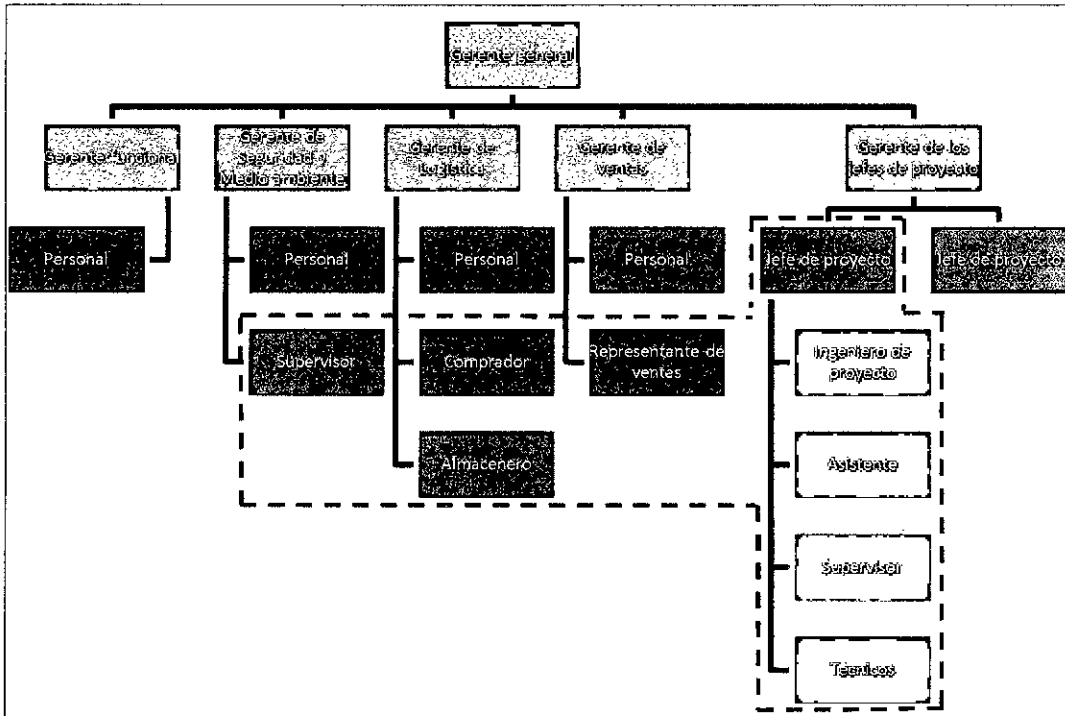 Gerente general
Gerente funciona
Gerente de
Seguridad y
Medio ambiente
Gerente de
Logística
Gerente de
ventas
Gerente de los
jefes de proyecto
Personal
Personal
Personal
Personal
Jefe de proyecto
Jefe de proyecto
Supervisor
Comprador
Representante de
ventas
Ingeniero de
proyecto
Almacenero
Asistente
Supervisor
Técnicos